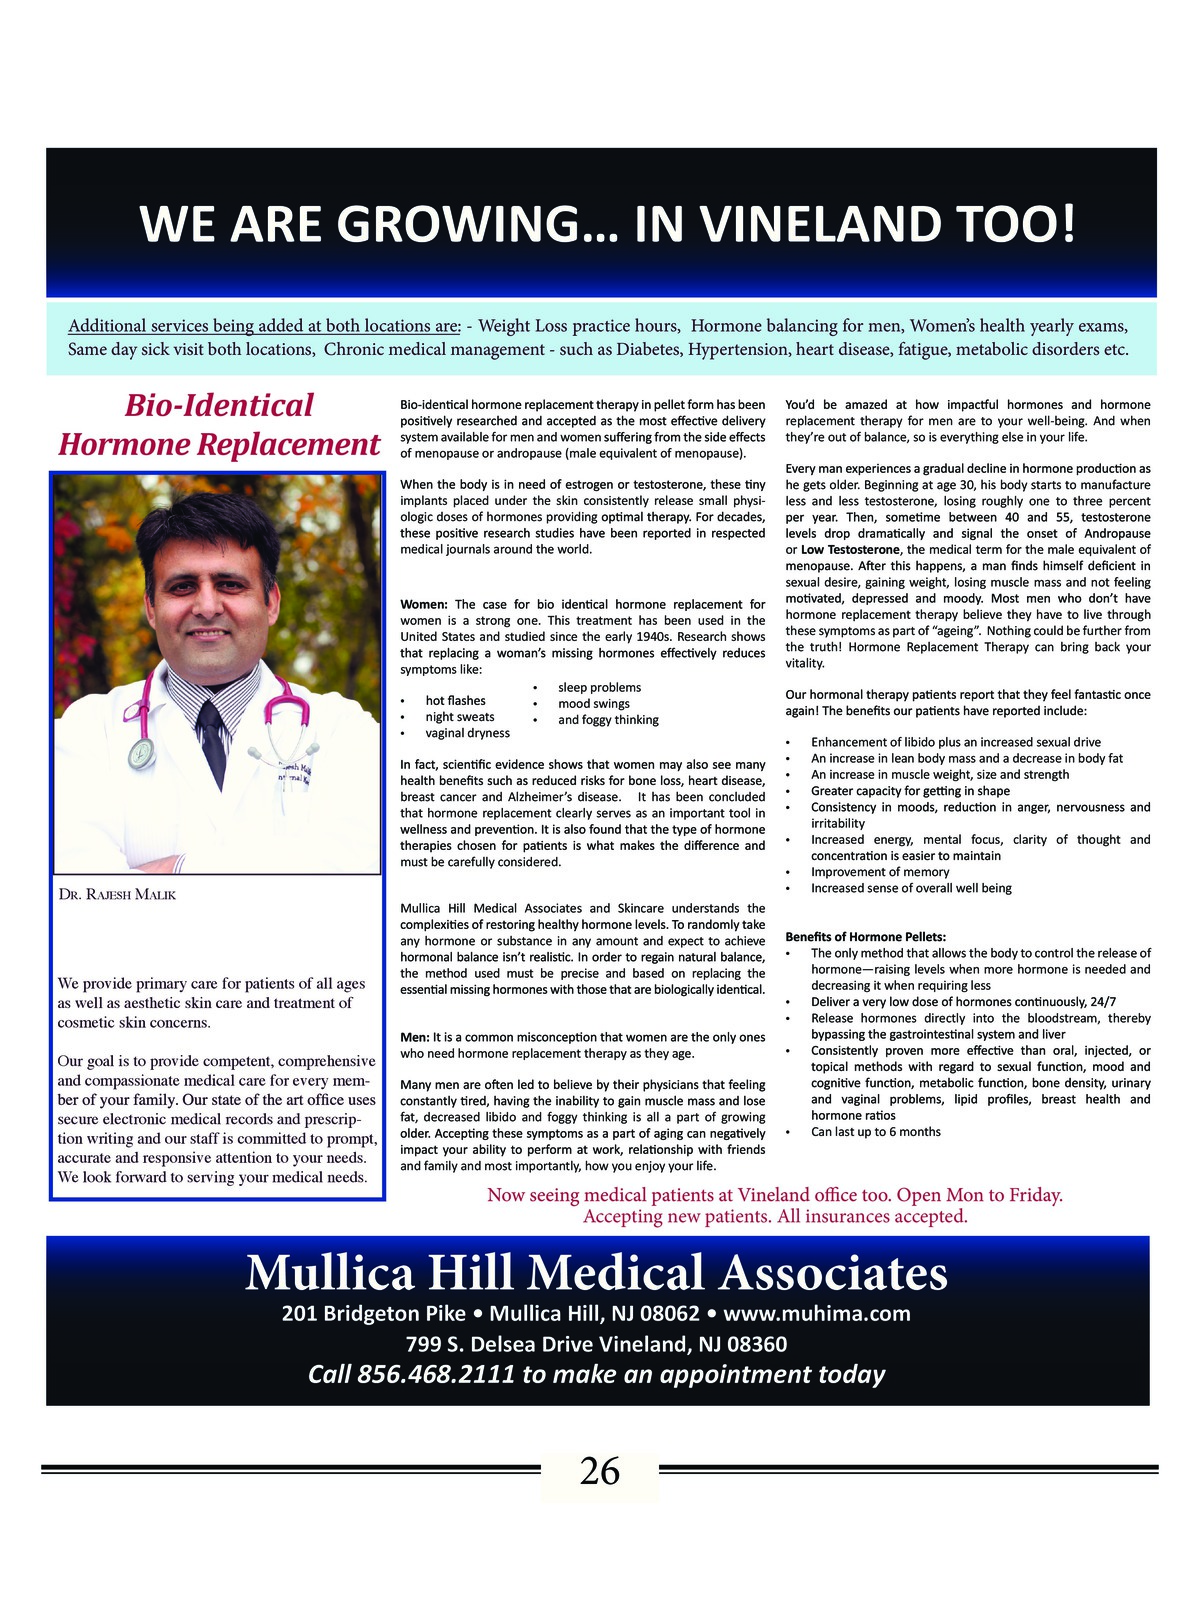 WE ARE GROWING... IN VINELAND TOO!
Additional services being added at both locations are: - Weight Loss practice hours, Hormone balancing for men, Women's health yearly exams,
Same day sick visit both locations, Chronic medical management - such as Diabetes, Hypertension, heart disease, fatigue, metabolic disorders etc.
Bio-Identical
Hormone Replacement
DR. RAJESH MALIK
We provide primary care for patients of all ages
as well as aesthetic skin care and treatment of
cosmetic skin concerns.
Our goal is to provide competent, comprehensive
and compassionate medical care for every mem-
ber of your family. Our state of the art office uses
secure electronic medical records and prescrip-
tion writing and our staff is committed to prompt,
accurate and responsive attention to your needs.
We look forward to serving your medical needs.
Bio-identical hormone replacement therapy in pellet form has been
positively researched and accepted as the most effective delivery
system available for men and women suffering from the side effects
of menopause or andropause (male equivalent of menopause).
When the body is in need of estrogen or testosterone, these tiny
implants placed under the skin consistently release small physi-
ologic doses of hormones providing optimal therapy. For decades,
these positive research studies have been reported in respected
medical journals around the world.
Women: The case for bio identical hormone replacement for
women is a strong one. This treatment has been used in the
United States and studied since the early 1940s. Research shows
that replacing a woman's missing hormones effectively reduces
symptoms like:
• hot flashes
• night sweats
• vaginal dryness
• sleep problems
• mood swings
• and foggy thinking
In fact, scientific evidence shows that women may also see many
health benefits such as reduced risks for bone loss, heart disease,
breast cancer and Alzheimer's disease. It has been concluded
that hormone replacement clearly serves as an important tool in
wellness and prevention. It is also found that the type of hormone
therapies chosen for patients is what makes the difference and
must be carefully considered.
Mullica Hill Medical Associates and Skincare understands the
complexities of restoring healthy hormone levels. To randomly take
any hormone or substance in any amount and expect to achieve
hormonal balance isn't realistic. In order to regain natural balance,
the method used must be precise and based on replacing the
essential missing hormones with those that are biologically identical.
Men: It is a common misconception that women are the only ones
who need hormone replacement therapy as they age.
Many men are often led to believe by their physicians that feeling
constantly tired, having the inability to gain muscle mass and lose
fat, decreased libido and foggy thinking is all a part of growing
older. Accepting these symptoms as a part of aging can negatively
impact your ability to perform at work, relationship with friends
and family and most importantly, how you enjoy your life.
You'd be amazed at how impactful hormones and hormone
replacement therapy for men are to your well-being. And when
they're out of balance, so is everything else in your life.
Every man experiences a gradual decline in hormone production as
he gets older. Beginning at age 30, his body starts to manufacture
less and less testosterone, losing roughly one to three percent
per year. Then, sometime between 40 and 55, testosterone
levels drop dramatically and signal the onset of Andropause
or Low Testosterone, the medical term for the male equivalent of
menopause. After this happens, a man finds himself deficient in
sexual desire, gaining weight, losing muscle mass and not feeling
motivated, depressed and moody. Most men who don't have
hormone replacement therapy believe they have to live through
these symptoms as part of "ageing". Nothing could be further from
the truth! Hormone Replacement Therapy can bring back your
vitality.
Our hormonal therapy patients report that they feel fantastic once
again! The benefits our patients have reported include:
• Enhancement of libido plus an increased sexual drive
• An increase in lean body mass and a decrease in body fat
• An increase in muscle weight, size and strength
• Greater capacity for getting in shape
• Consistency in moods, reduction in anger, nervousness and
irritability
• Increased energy, mental focus, clarity of thought and
concentration is easier to maintain
• Improvement of memory
• Increased sense of overall well being
Benefits of Hormone Pellets:
• The only method that allows the body to control the release of
hormone—raising levels when more hormone is needed and
decreasing it when requiring less
• Deliver a very low dose of hormones continuously, 24/7
• Release hormones directly into the bloodstream, thereby
bypassing the gastrointestinal system and liver
• Consistently proven more effective than oral, injected, or
topical methods with regard to sexual function, mood and
cognitive function, metabolic function, bone density, urinary
and vaginal problems, lipid profiles, breast health and
hormone ratios
• Can last up to 6 months
Now seeing medical patients at Vineland office too. Open Mon to Friday.
Accepting new patients. All insurances accepted.
Mullica Hill Medical Associates
201 Bridgeton Pike • Mullica Hill, NJ 08062 • www.muhima.com
799 S. Delsea Drive Vineland, NJ 08360
Call 856.468.2111 to make an appointment today
26